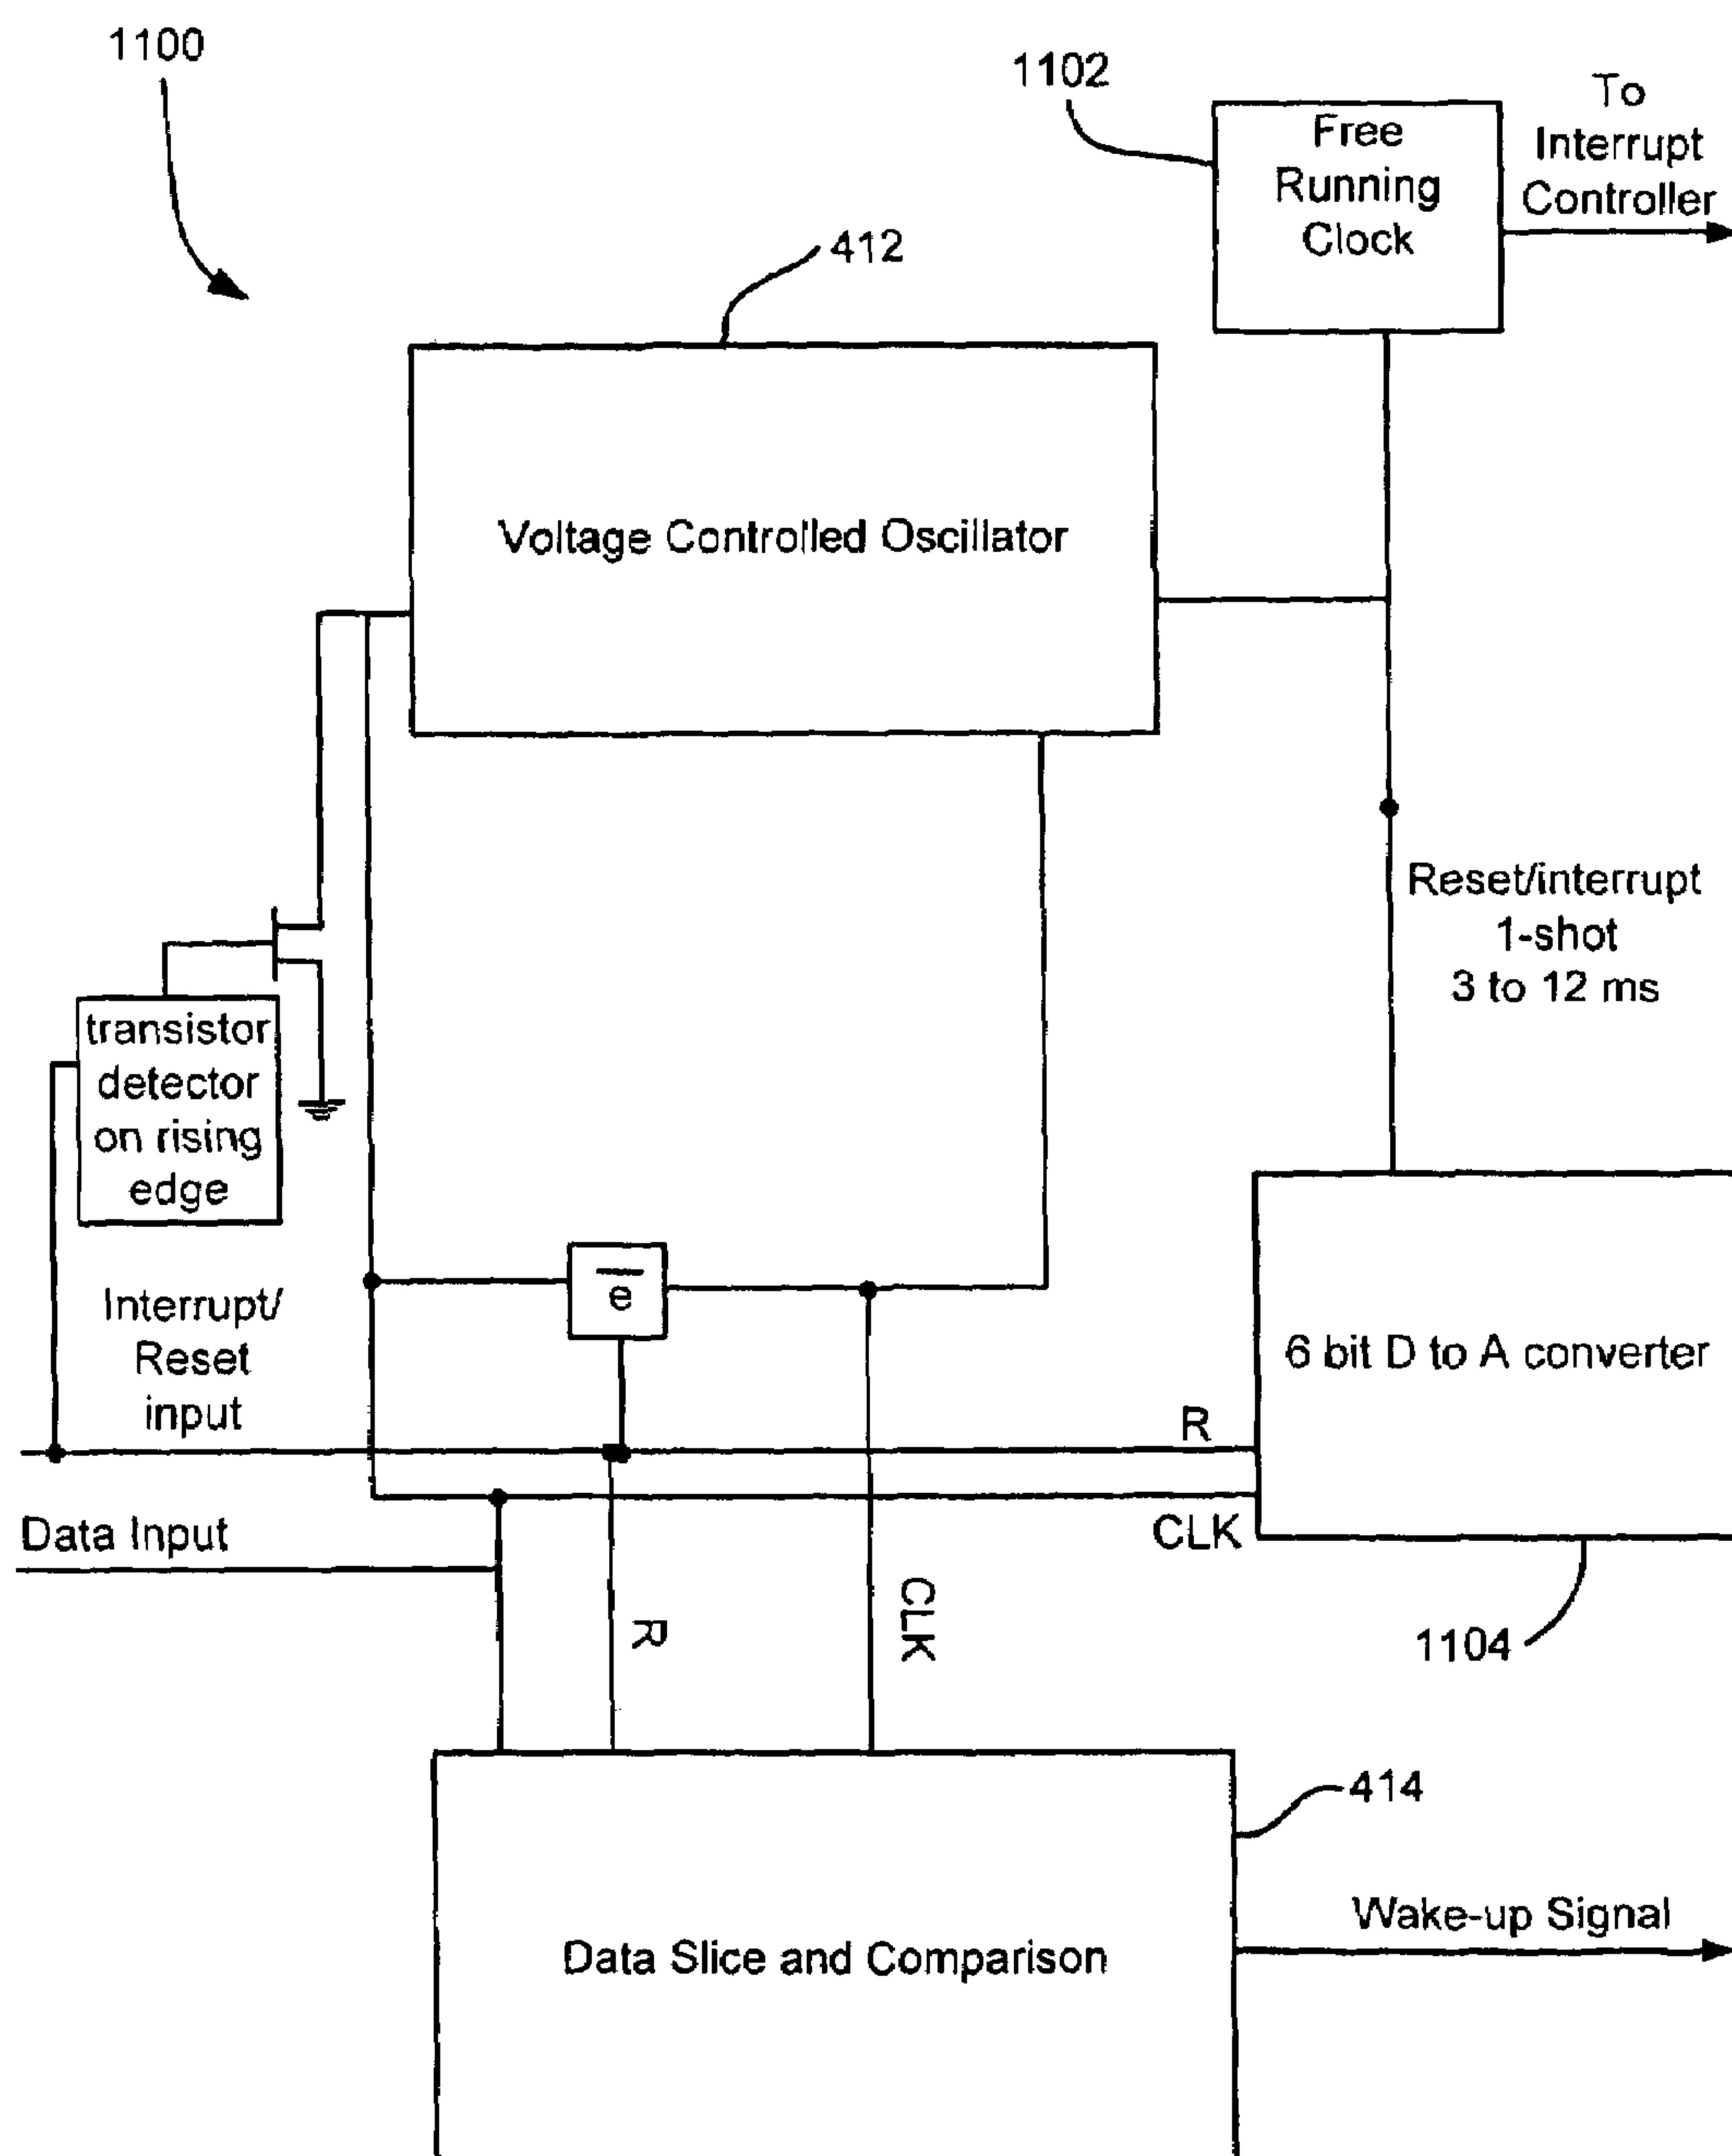 1100
1102
Free
Running
Clock
To
Interrupt
Controller
412
Voltage Controlled Oscillator
Reset/interrupt
1-shot
3 to 12 ms
transistor
detector
on rising
edge
e
Interrupt/
Reset
input
6 bit D to A converter
R
CLK
Data Input
R
CLK
1104
414
Wake-up Signal
Data Slice and Comparison